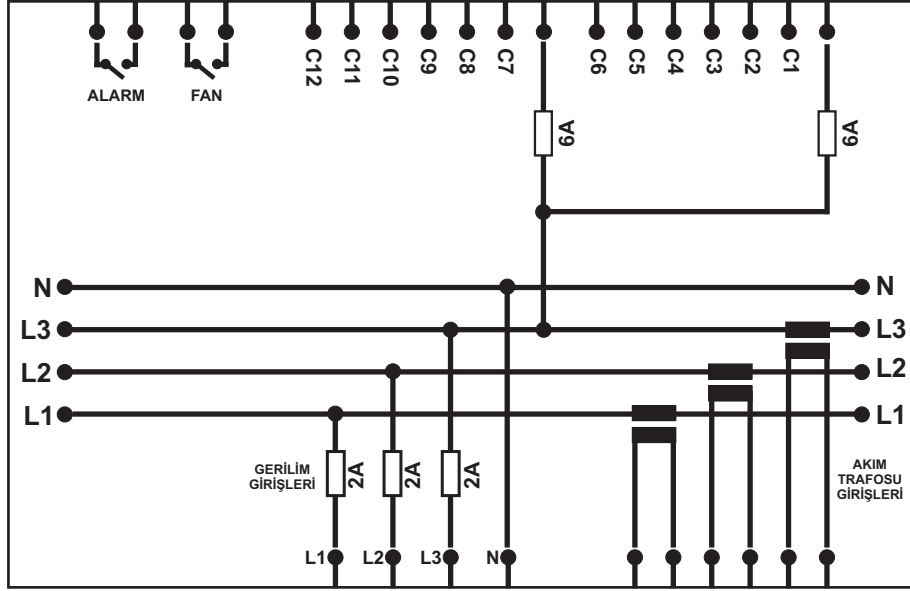 ALARM
FAN
C12
C11
C10
C9
C8
C7
C6
C5
C4
C3
C2
C1
6A
6A
N
N
L3
L3
L2
L2
L1
L1
GERİLİM
GİRİŞLERİ
2A
2A
2A
AKIM
TRAFOSU
GİRİŞLERİ
L1
L2
L3
N